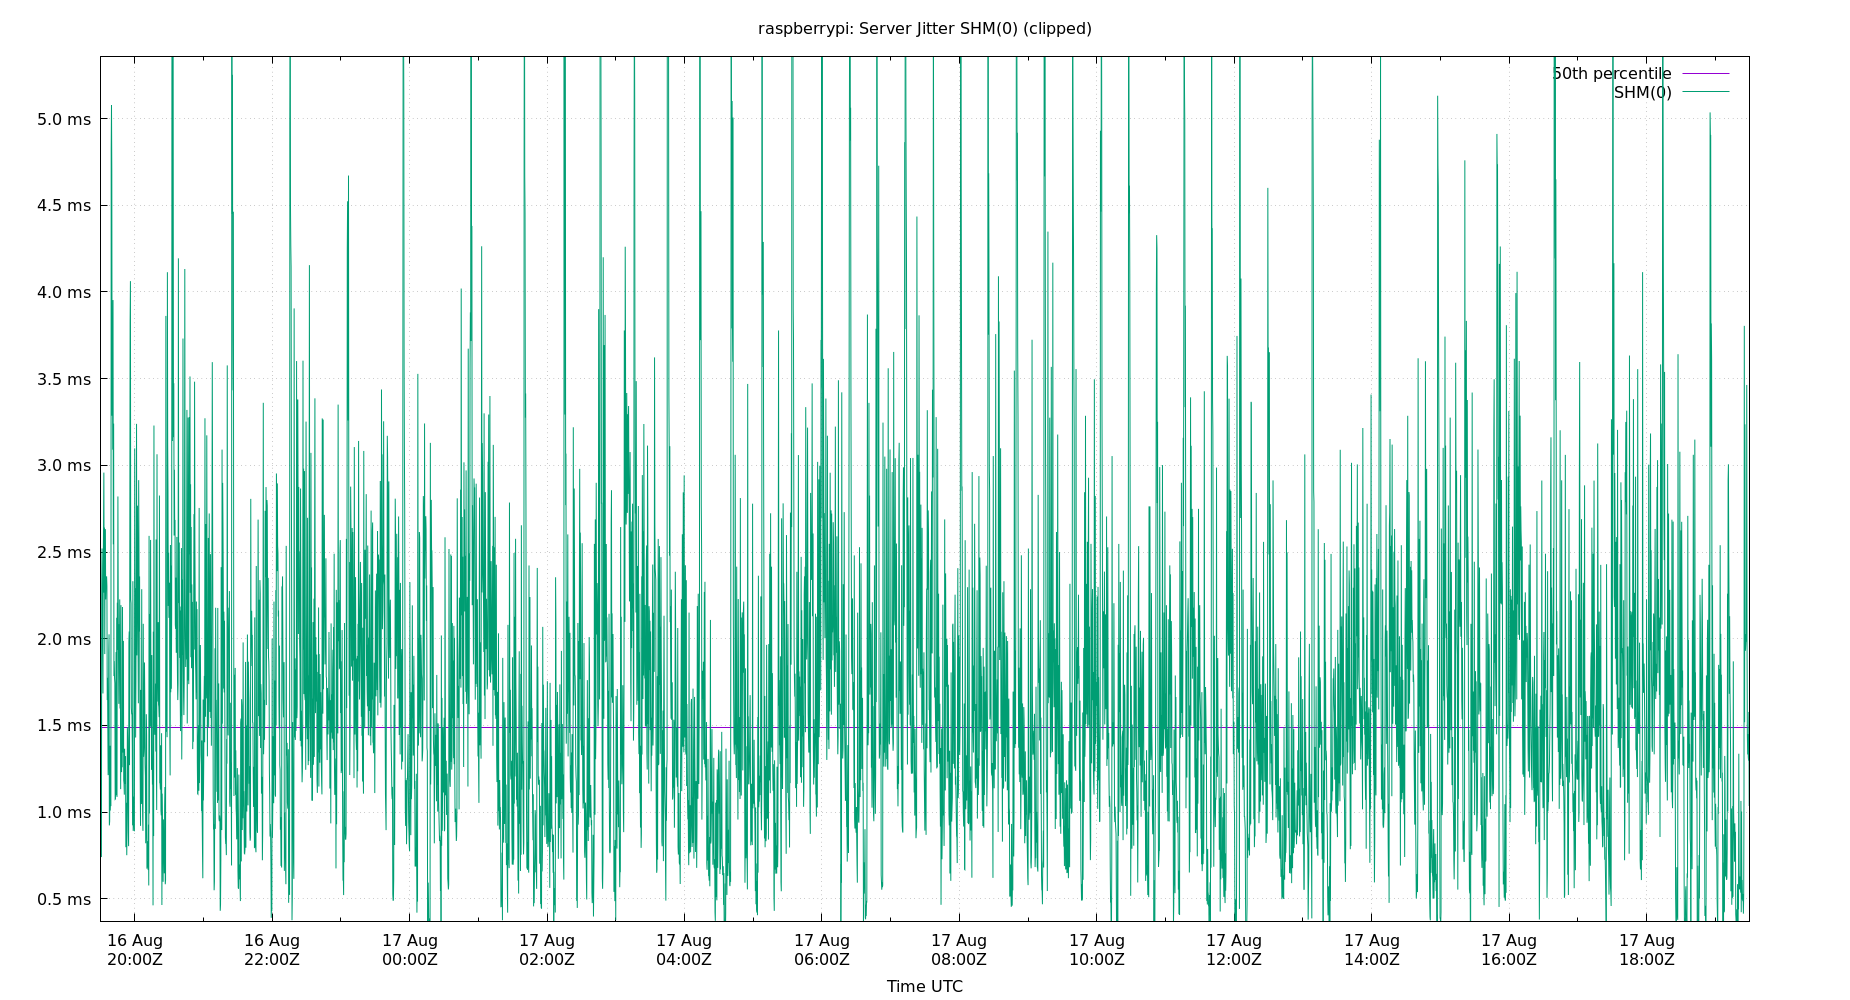 raspberrypi: Server Jitter SHM(0) (clipped)
50th percentile
SHM(0)
5.0 ms
4.5 ms
4.0 ms
3.5 ms
3.0 ms
2.5 ms
2.0 ms
1.5 ms
1.0 ms
0.5 ms
16 Aug 16 Aug 17 Aug 17 Aug 17 Aug 17 Aug 17 Aug 17 Aug 17 Aug 17 Aug 17 Aug 17 Aug
20:00Z 22:00Z 00:00Z 02:00Z 04:00Z 06:00Z 08:00Z 10:00Z 12:00Z 14:00Z 16:00Z 18:00Z
Time UTC